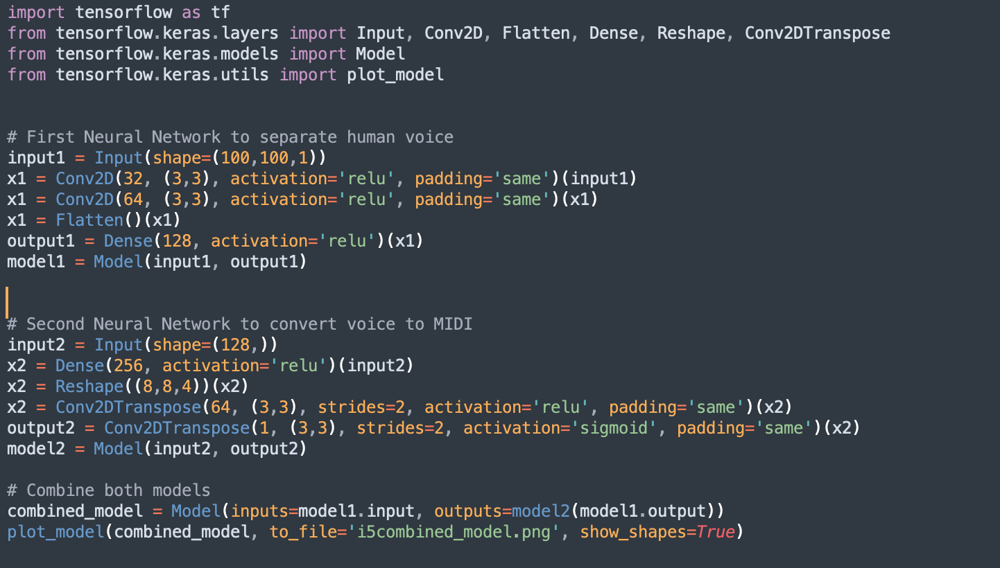 import tensorflow as tf
from tensorflow.keras.layers import Input, Conv2D, Flatten, Dense, Reshape, Conv2DTranspose
from tensorflow.keras.models import Model
from tensorflow.keras.utils import plot_model
# First Neural Network to separate human voice
input1 = Input(shape=(100,100,1))
x1 = Conv2D(32, (3,3), activation='relu', padding='same')(input1)
x1 = Conv2D(64, (3,3), activation='relu', padding='same')(x1)
x1 = Flatten()(x1)
output1 = Dense(128, activation='relu')(x1)
model1 = Model(input1, output1)
# Second Neural Network to convert voice to MIDI
input2 = Input(shape=(128,))
x2 = Dense(256, activation='relu')(input2)
x2 = Reshape((8,8,4))(x2)
x2 = Conv2DTranspose(64, (3,3), strides=2, activation='relu', padding='same')(x2)
output2 = Conv2DTranspose(1, (3,3), strides=2, activation='sigmoid', padding='same')(x2)
model2 = Model(input2, output2)
# Combine both models
combined_model = Model(inputs=model1.input, outputs=model2(model1.output))
plot_model(combined_model, to_file='i5combined_model.png', show_shapes=True)